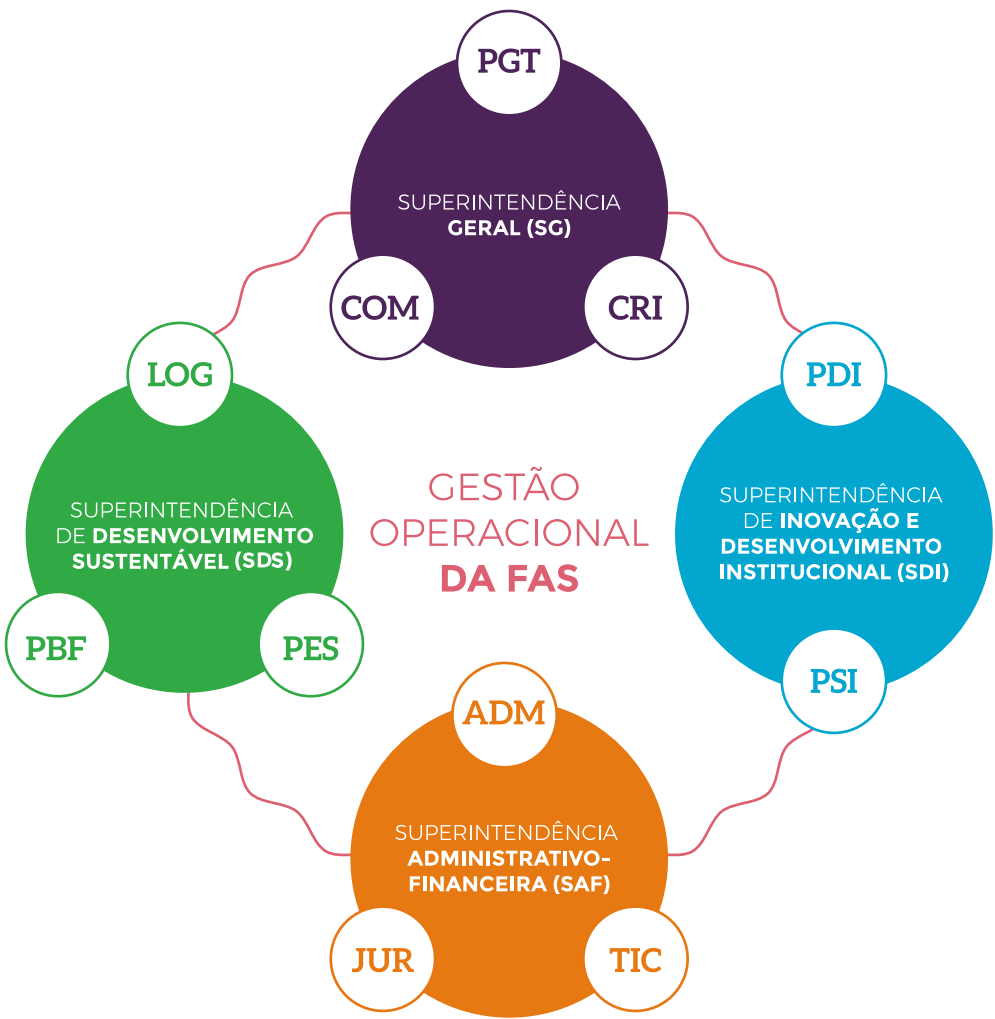 PGT
SUPERINTENDÊNCIA
GERAL (SG)
COM
CRI
LOG
SUPERINTENDÊNCIA
DE DESENVOLVIMENTO
SUSTENTÁVEL (SDS)
PBF
PES
GESTÃO
OPERACIONAL
DA FAS
PDI
SUPERINTENDÊNCIA
DE INOVAÇÃO E
DESENVOLVIMENTO
INSTITUCIONAL (SDI)
PSI
ADM
SUPERINTENDÊNCIA
ADMINISTRATIVO-
FINANCEIRA (SAF)
JUR
TIC